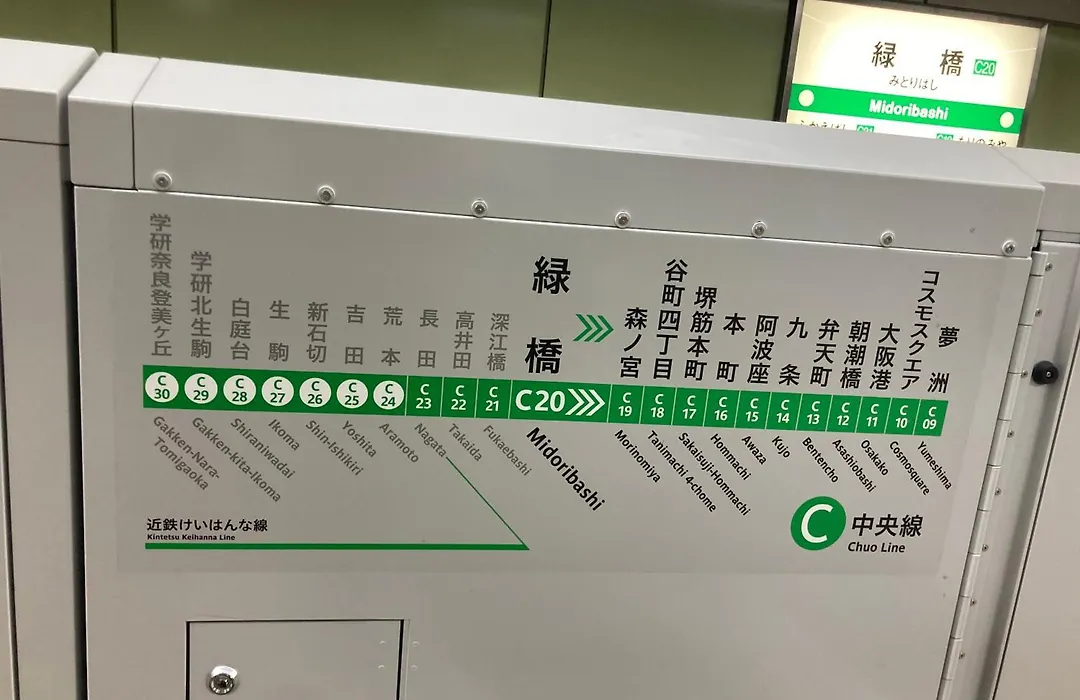 緑橋 C20
みどりはし
Midoribashi
学研奈良登美ヶ丘
学研北生駒
白庭台
生駒
新石切
吉田
荒本
長田
高井田
深江橋
緑橋
森ノ宮
谷町四丁目
堺筋本町
本町
阿波座
九条
弁天町
朝潮橋
大阪港
コスモスクエア
夢洲
C30 C29 C28 C27 C26 C25 C24 C23 C22 C21 C20 C19 C18 C17 C16 C15 C14 C13 C12 C11 C10 C09
Gakken-Nara-
Tomigaoka
Gakken-kita-Ikoma
Shiraniwadai
Ikoma
Shin-Ishikiri
Yoshita
Aramoto
Nagata
Takaida
Fukaebashi
Midoribashi
Morinomiya
Tanimachi 4-chome
Sakaisuji-Hommachi
Hommachi
Awaza
Kujo
Bentencho
Asashiobashi
Osakako
Cosmosquare
Yumeshima
近鉄けいはんな線
Kintetsu Keihanna Line
C 中央線
Chuo Line